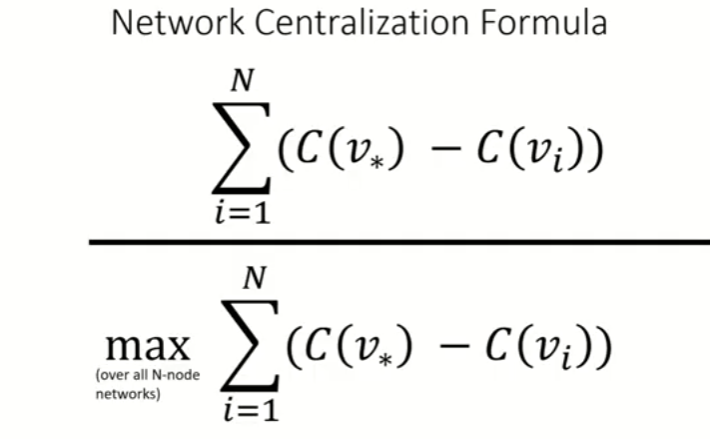 Network Centralization Formula
N
∑(C(v*) − C(vᵢ))
i=1
N
max ∑(C(v*) − C(vᵢ))
(over all N-node
networks)
i=1